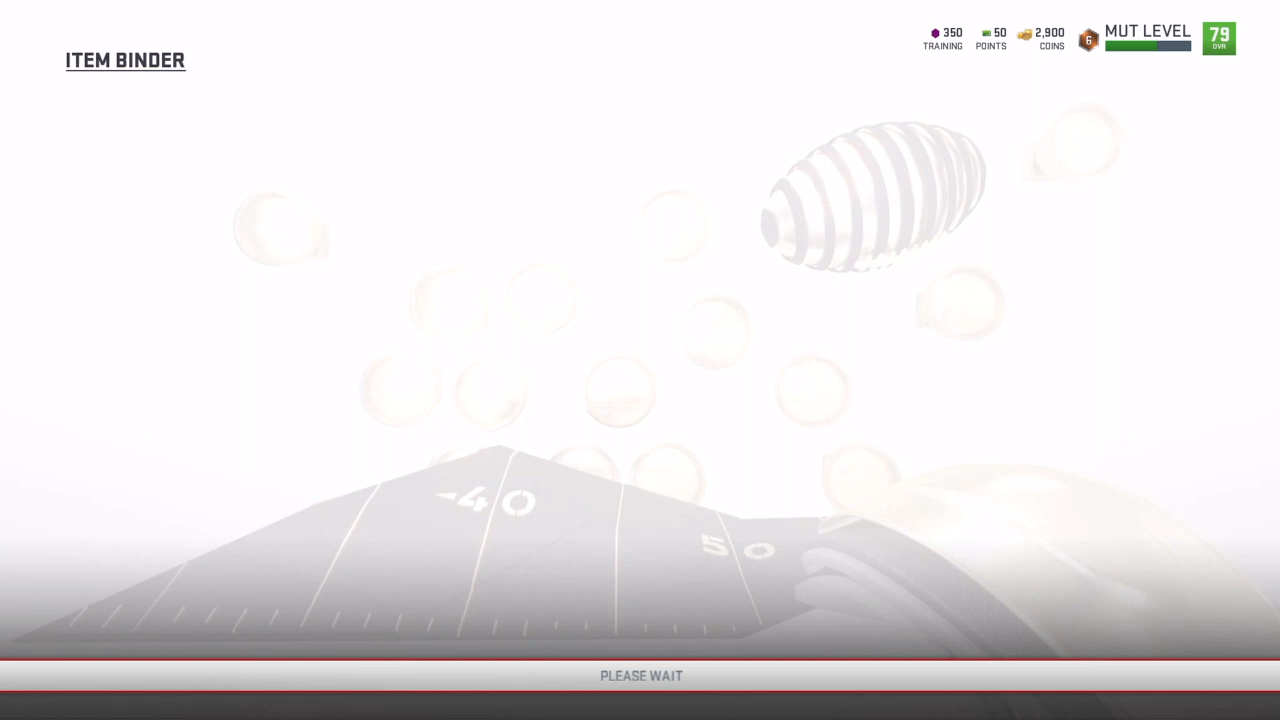 ITEM BINDER
350
TRAINING
50
POINTS
2,900
COINS
6
MUT LEVEL
79
OVR
40
50
PLEASE WAIT